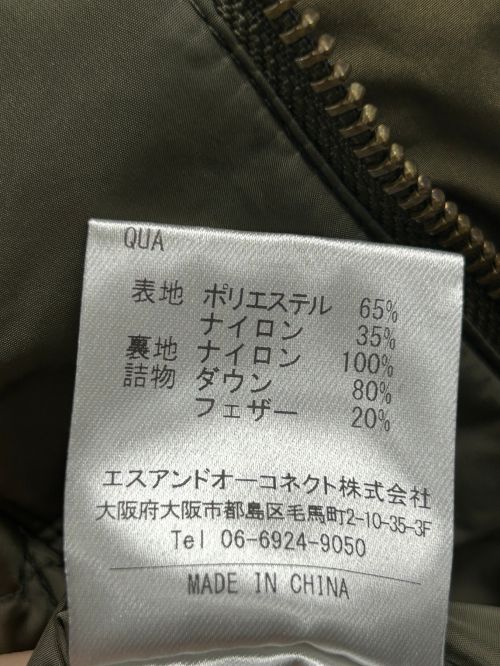 QUA
表地 ポリエステル 65%
ナイロン 35%
裏地 ナイロン 100%
詰物 ダウン 80%
フェザー 20%
エスアンドオーコネクト株式会社
大阪府大阪市都島区毛馬町2-10-35-3F
Tel 06-6924-9050
MADE IN CHINA